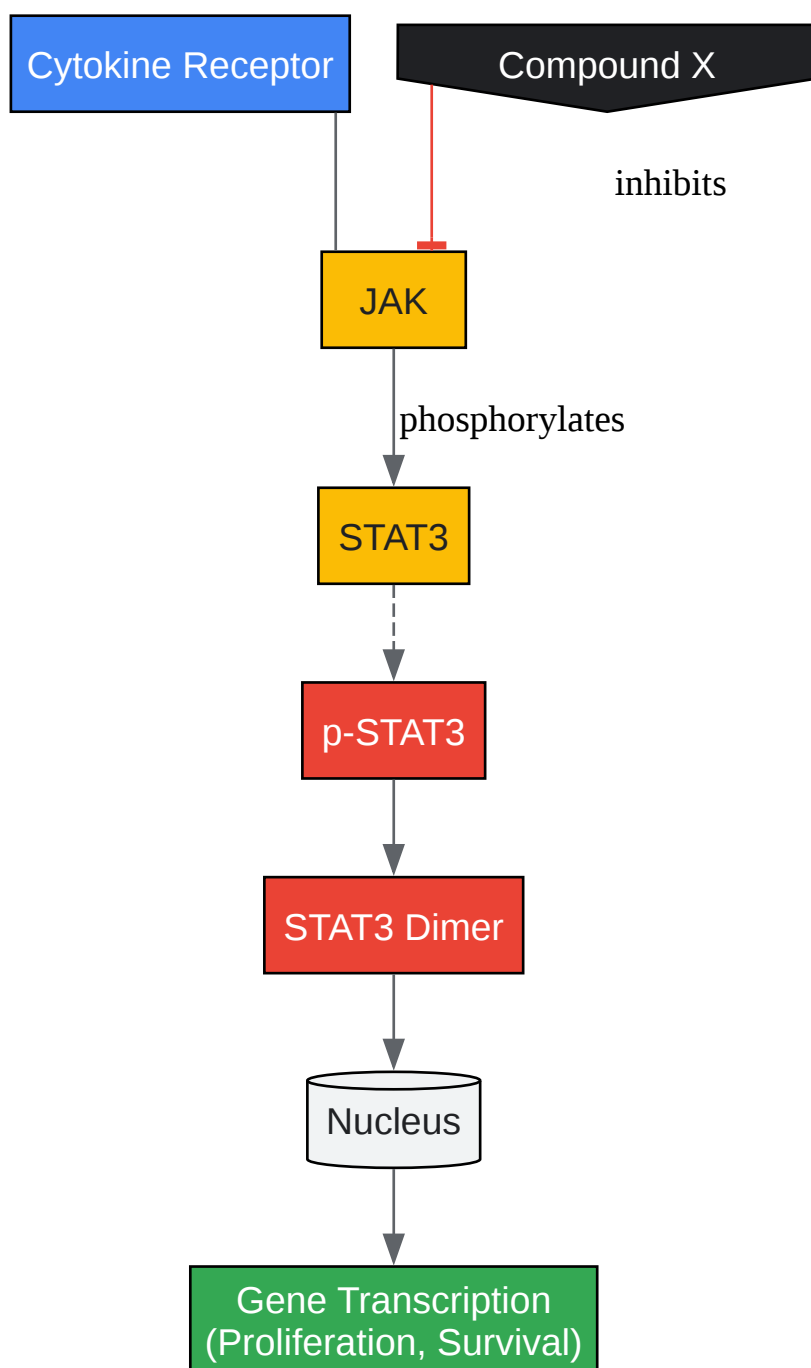 Cytokine Receptor
Compound X
inhibits
JAK
phosphorylates
STAT3
p-STAT3
STAT3 Dimer
Nucleus
Gene Transcription
(Proliferation, Survival)